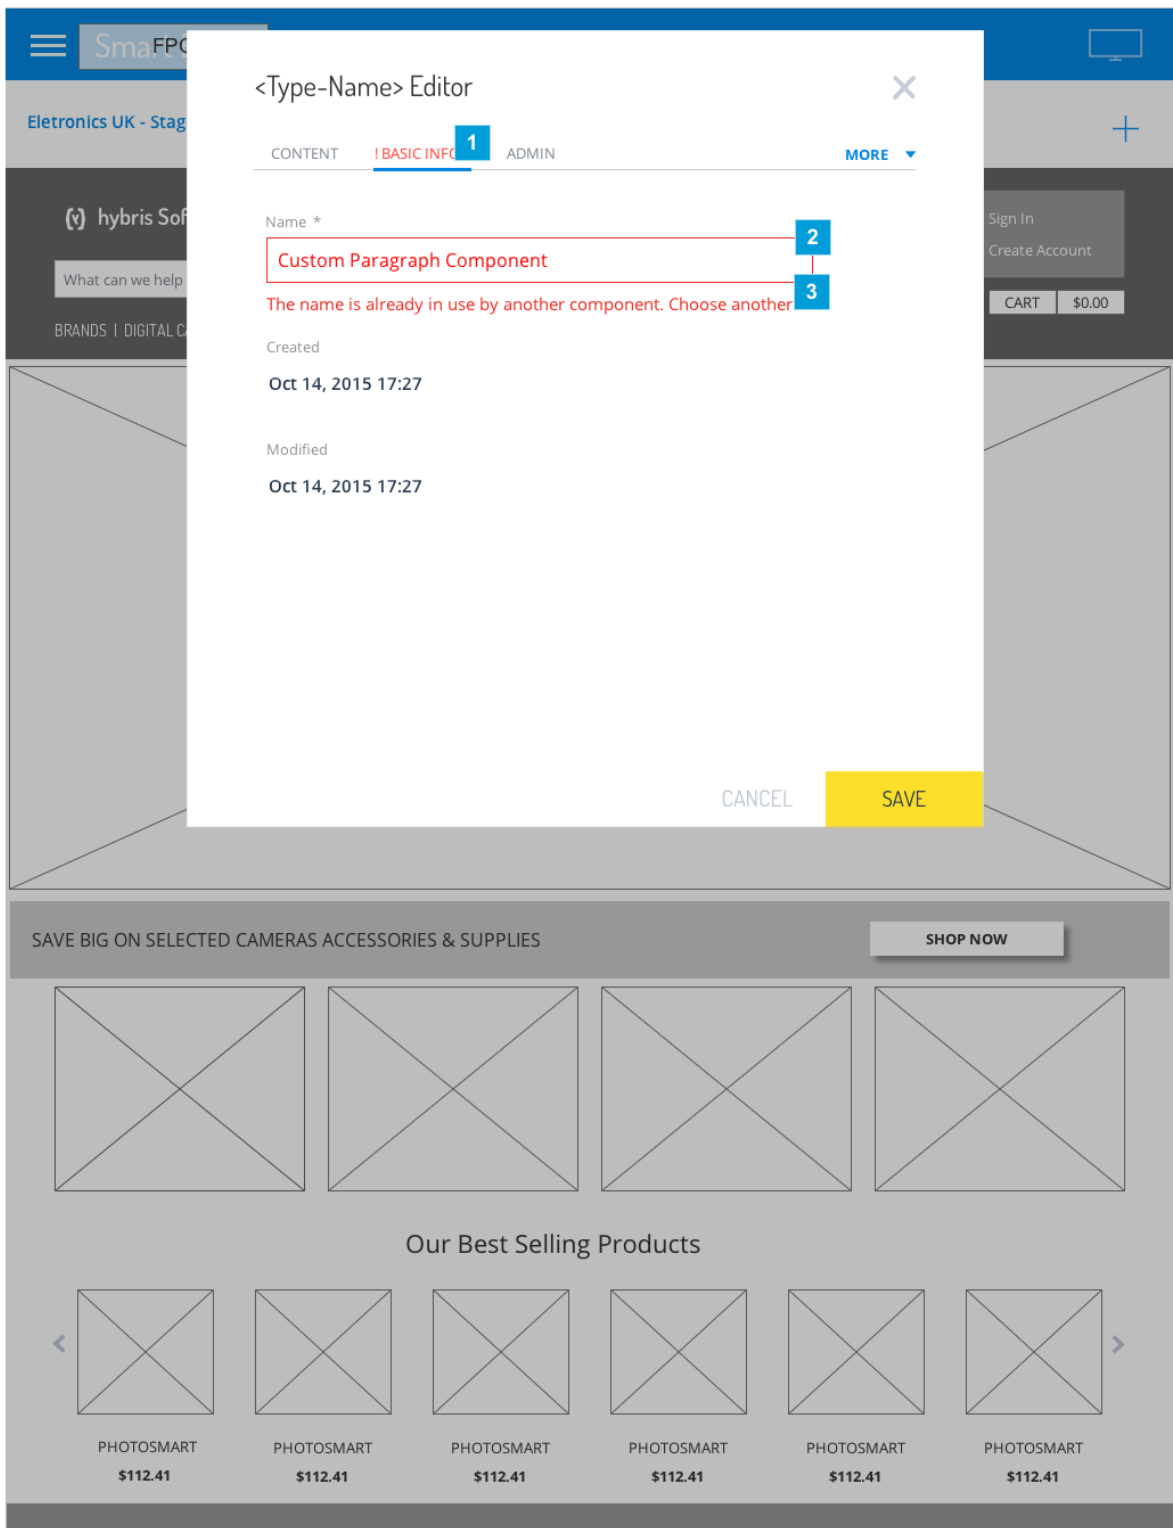 Smart
FPO
<Type-Name> Editor
Eletronics UK - Stag
CONTENT ! BASIC INFO 1 ADMIN MORE
hybris Sof
Name *
2
Sign In
Custom Paragraph Component
Create Account
What can we help
3
The name is already in use by another component. Choose another
CART $0.00
BRANDS | DIGITAL CA
Created
Oct 14, 2015 17:27
Modified
Oct 14, 2015 17:27
CANCEL SAVE
SAVE BIG ON SELECTED CAMERAS ACCESSORIES & SUPPLIES SHOP NOW
Our Best Selling Products
PHOTOSMART PHOTOSMART PHOTOSMART PHOTOSMART PHOTOSMART PHOTOSMART
$112.41 $112.41 $112.41 $112.41 $112.41 $112.41